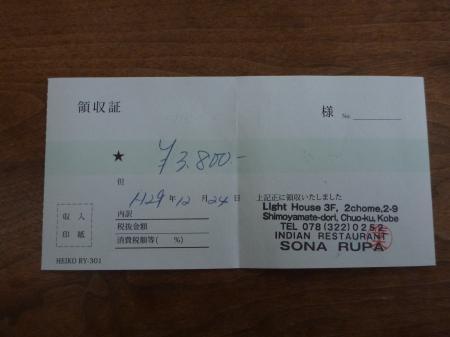 領収証
様 No.
★ ¥3,800-
但
H29年12月24日 上記正に領収いたしました
内訳
税抜金額
消費税額等( %)
収入
印紙
Light House 3F, 2chome,2-9
Shimoyamate-dori, Chuo-ku, Kobe
TEL 078(322)0252
INDIAN RESTAURANT
SONA RUPA
HEIKO RY-301